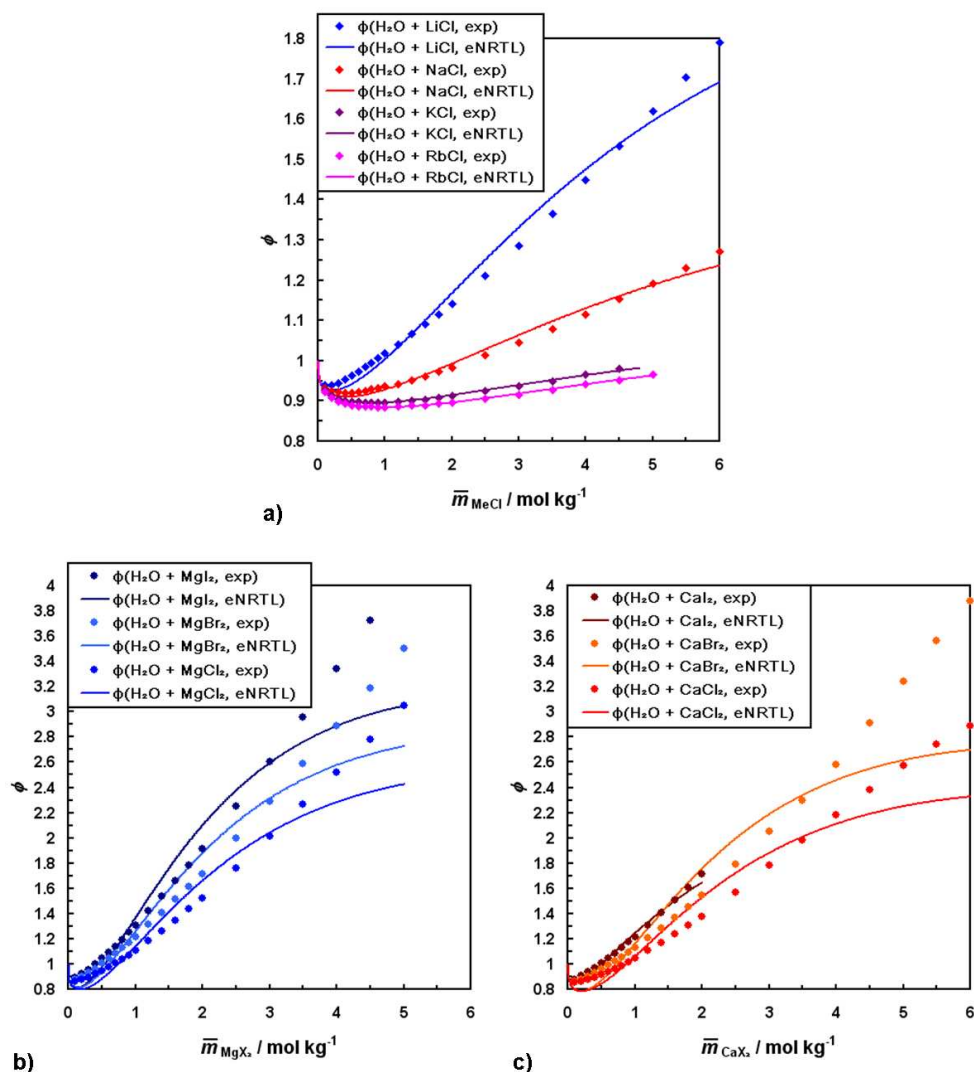 ϕ(H₂O + LiCl, exp)
ϕ(H₂O + LiCl, eNRTL)
ϕ(H₂O + NaCl, exp)
ϕ(H₂O + NaCl, eNRTL)
ϕ(H₂O + KCl, exp)
ϕ(H₂O + KCl, eNRTL)
ϕ(H₂O + RbCl, exp)
ϕ(H₂O + RbCl, eNRTL)
1.8
1.7
1.6
1.5
1.4
1.3
1.2
1.1
1
0.9
0.8
ϕ
0 1 2 3 4 5 6
m̅ MeCl / mol kg⁻¹
a)
ϕ(H₂O + MgI₂, exp)
ϕ(H₂O + MgI₂, eNRTL)
ϕ(H₂O + MgBr₂, exp)
ϕ(H₂O + MgBr₂, eNRTL)
ϕ(H₂O + MgCl₂, exp)
ϕ(H₂O + MgCl₂, eNRTL)
4
3.8
3.6
3.4
3.2
3
2.8
2.6
2.4
2.2
2
1.8
1.6
1.4
1.2
1
0.8
ϕ
0 1 2 3 4 5 6
m̅ MgX₂ / mol kg⁻¹
b)
ϕ(H₂O + CaI₂, exp)
ϕ(H₂O + CaI₂, eNRTL)
ϕ(H₂O + CaBr₂, exp)
ϕ(H₂O + CaBr₂, eNRTL)
ϕ(H₂O + CaCl₂, exp)
ϕ(H₂O + CaCl₂, eNRTL)
4
3.8
3.6
3.4
3.2
3
2.8
2.6
2.4
2.2
2
1.8
1.6
1.4
1.2
1
0.8
ϕ
0 1 2 3 4 5 6
m̅ CaX₂ / mol kg⁻¹
c)